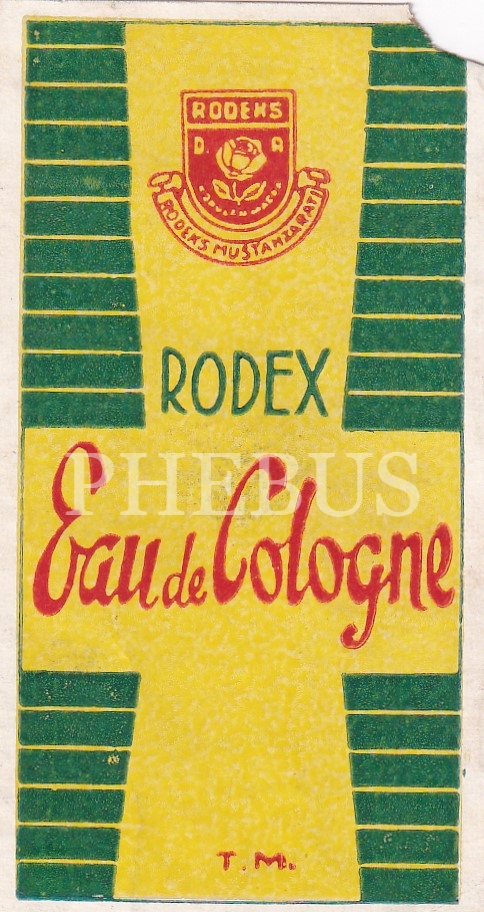 RODEKS
D. A
RODEKS MUSTAHZARATI
RODEX
PHEBUS
Eau de Cologne
T. M.